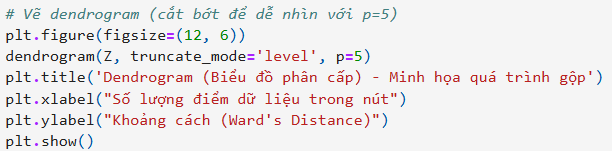 # Vẽ dendrogram (cắt bớt để dễ nhìn với p=5)
plt.figure(figsize=(12, 6))
dendrogram(Z, truncate_mode='level', p=5)
plt.title('Dendrogram (Biểu đồ phân cấp) - Minh họa quá trình gộp')
plt.xlabel("Số lượng điểm dữ liệu trong nút")
plt.ylabel("Khoảng cách (Ward's Distance)")
plt.show()